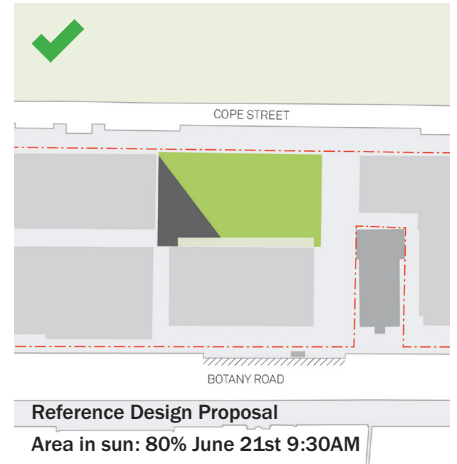 COPE STREET
BOTANY ROAD
Reference Design Proposal
Area in sun: 80% June 21st 9:30AM